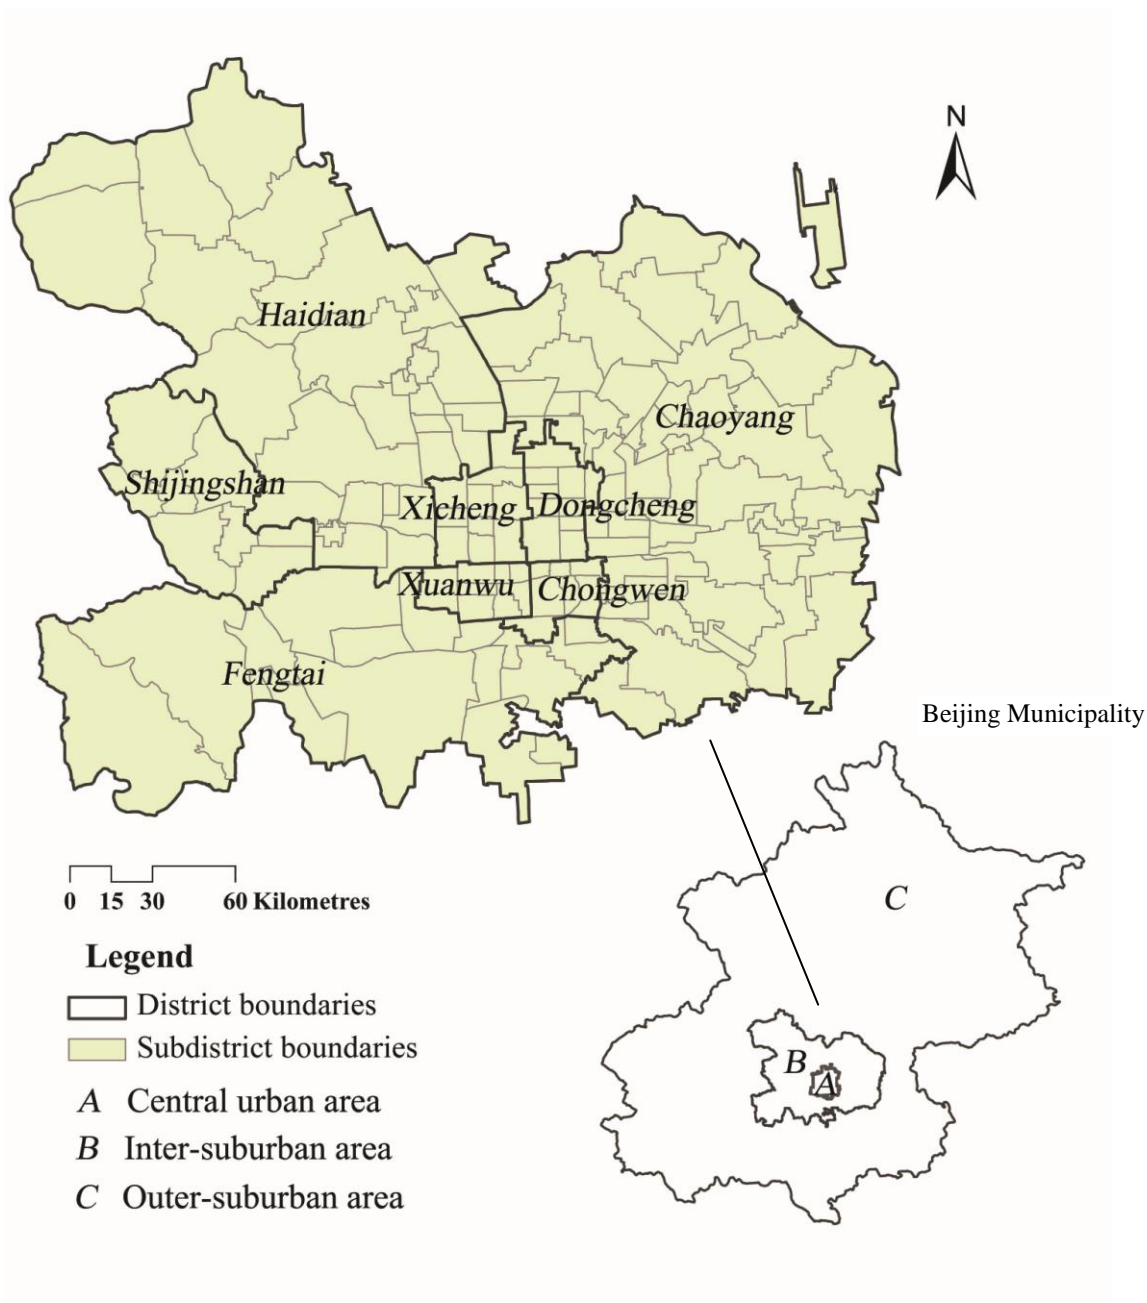 N
Haidian
Chaoyang
Shijingshan
Xicheng
Dongcheng
Xuanwu
Chongwen
Fengtai
Beijing Municipality
0 15 30 60 Kilometres
Legend
District boundaries
Subdistrict boundaries
A Central urban area
B Inter-suburban area
C Outer-suburban area
C
B
A